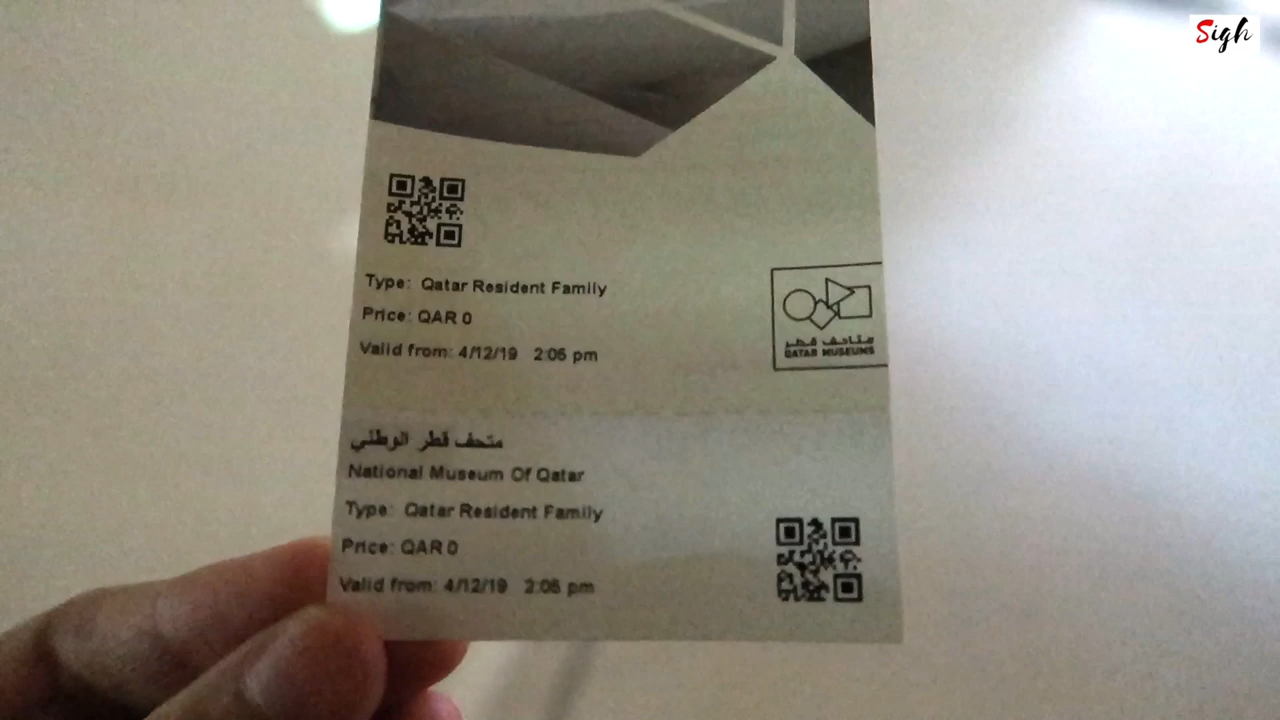 Sigh
Type: Qatar Resident Family
Price: QAR 0
Valid from: 4/12/19 2:05 pm
متاحف قطر
QATAR MUSEUMS
متحف قطر الوطني
National Museum Of Qatar
Type: Qatar Resident Family
Price: QAR 0
Valid from: 4/12/19 2:05 pm